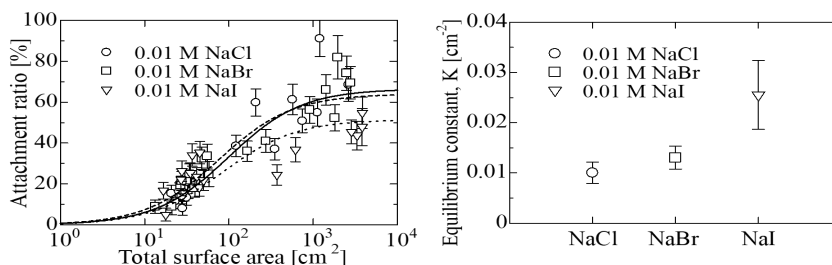 Attachment ratio [%]
100
80
60
40
20
0
0.01 M NaCl
0.01 M NaBr
0.01 M NaI
10^0
10^1
10^2
10^3
10^4
Total surface area [cm^2]
Equilibrium constant, K [cm^-2]
0.04
0.03
0.02
0.01
0
0.01 M NaCl
0.01 M NaBr
0.01 M NaI
NaCl
NaBr
NaI